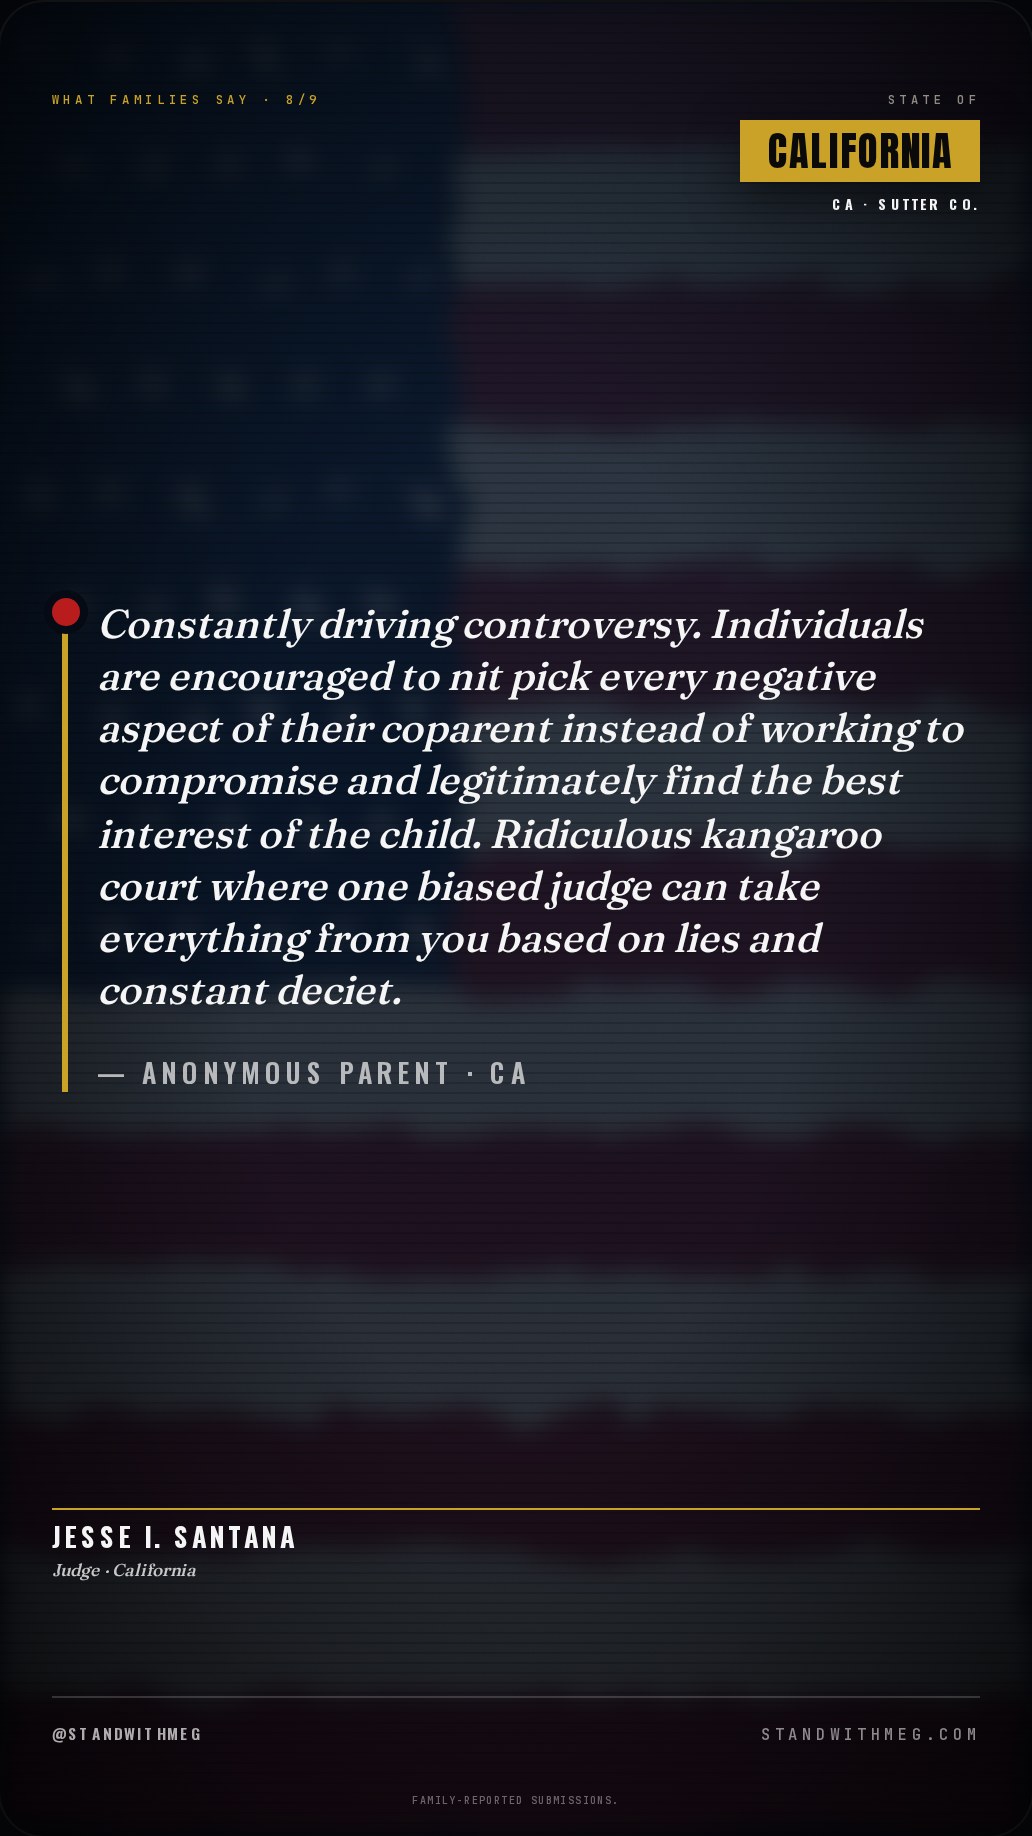 WHAT FAMILIES SAY · 8/9
STATE OF
CALIFORNIA
CA · SUTTER CO.
Constantly driving controversy. Individuals
are encouraged to nit pick every negative
aspect of their coparent instead of working to
compromise and legitimately find the best
interest of the child. Ridiculous kangaroo
court where one biased judge can take
everything from you based on lies and
constant deciet.
— ANONYMOUS PARENT · CA
JESSE I. SANTANA
Judge · California
@STANDWITHMEG
STANDWITHMEG.COM
FAMILY-REPORTED SUBMISSIONS.